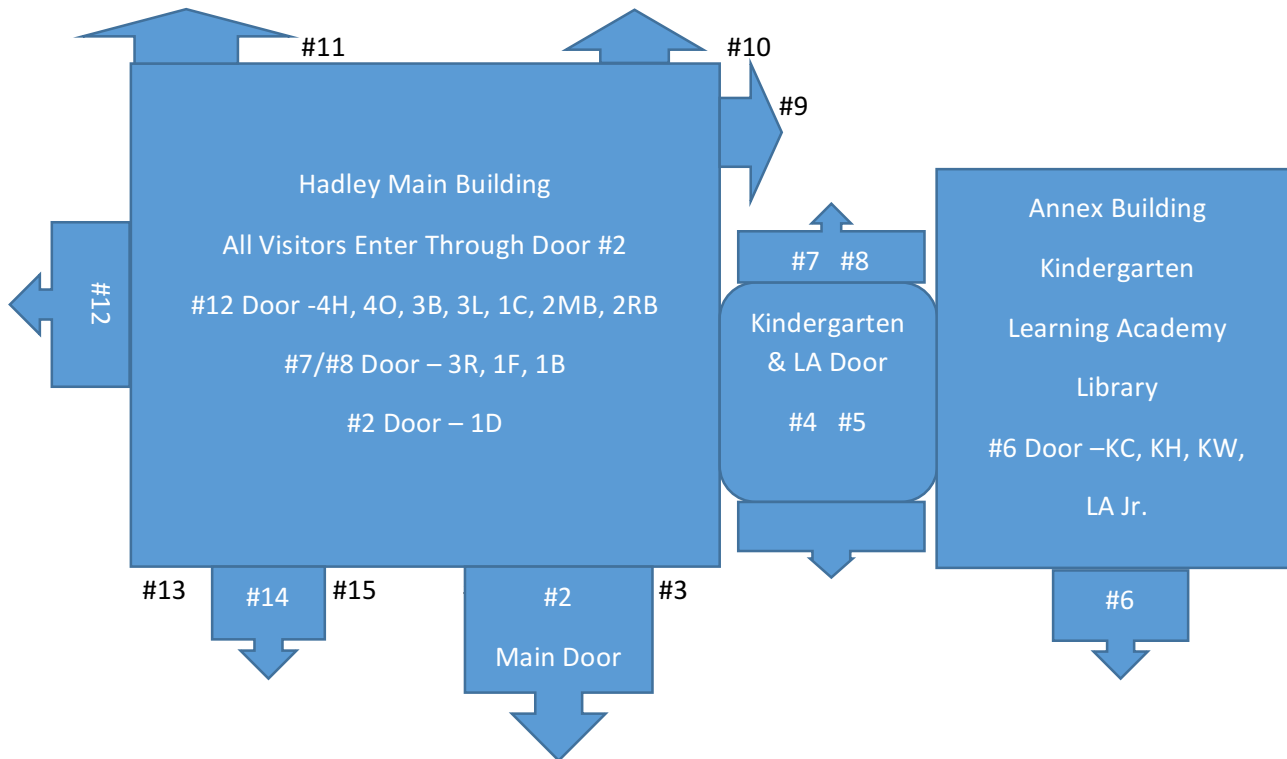 #11
#10
#9
Hadley Main Building
All Visitors Enter Through Door #2
#12 Door -4H, 4O, 3B, 3L, 1C, 2MB, 2RB
#7/#8 Door – 3R, 1F, 1B
#2 Door – 1D
#12
#7 #8
Kindergarten
& LA Door
#4 #5
Annex Building
Kindergarten
Learning Academy
Library
#6 Door –KC, KH, KW,
LA Jr.
#13
#14
#15
#2
Main Door
#3
#6